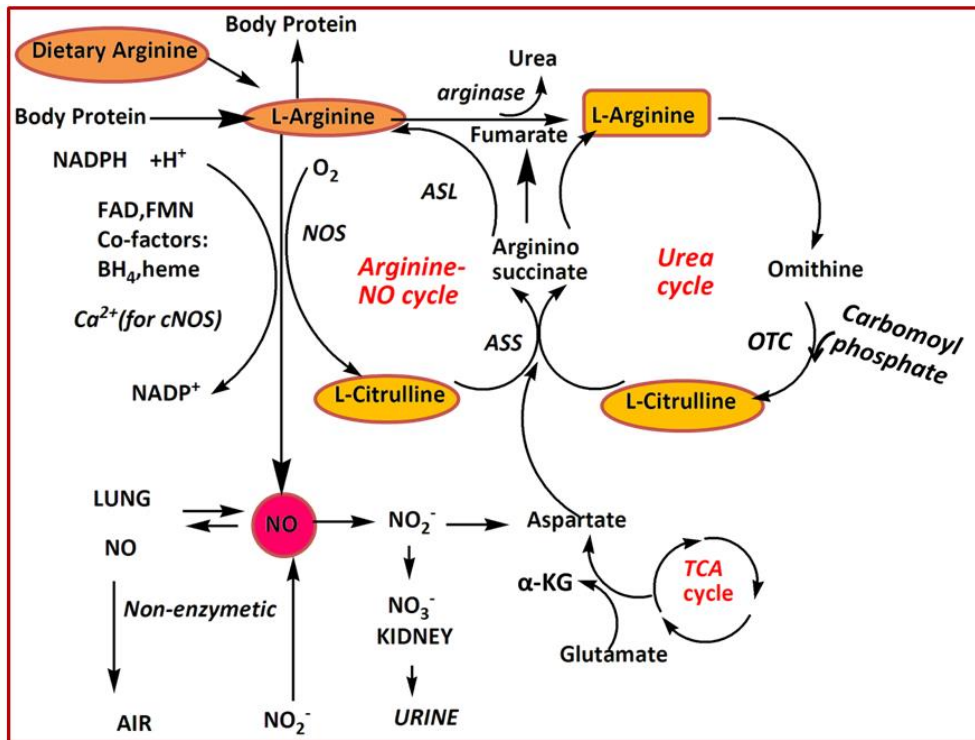 Body Protein
Dietary Arginine
Urea
arginase
Body Protein
L-Arginine
L-Arginine
Fumarate
NADPH +H⁺
O₂
ASL
FAD,FMN
Co-factors:
BH₄,heme
NOS
Arginine-
NO cycle
Arginino
succinate
Urea
cycle
Omithine
Ca²⁺(for cNOS)
ASS
OTC
Carbomoyl
phosphate
NADP⁺
L-Citrulline
L-Citrulline
LUNG
NO
NO
NO₂⁻
Aspartate
TCA
cycle
α-KG
Non-enzymetic
NO₃⁻
KIDNEY
Glutamate
AIR
NO₂⁻
URINE